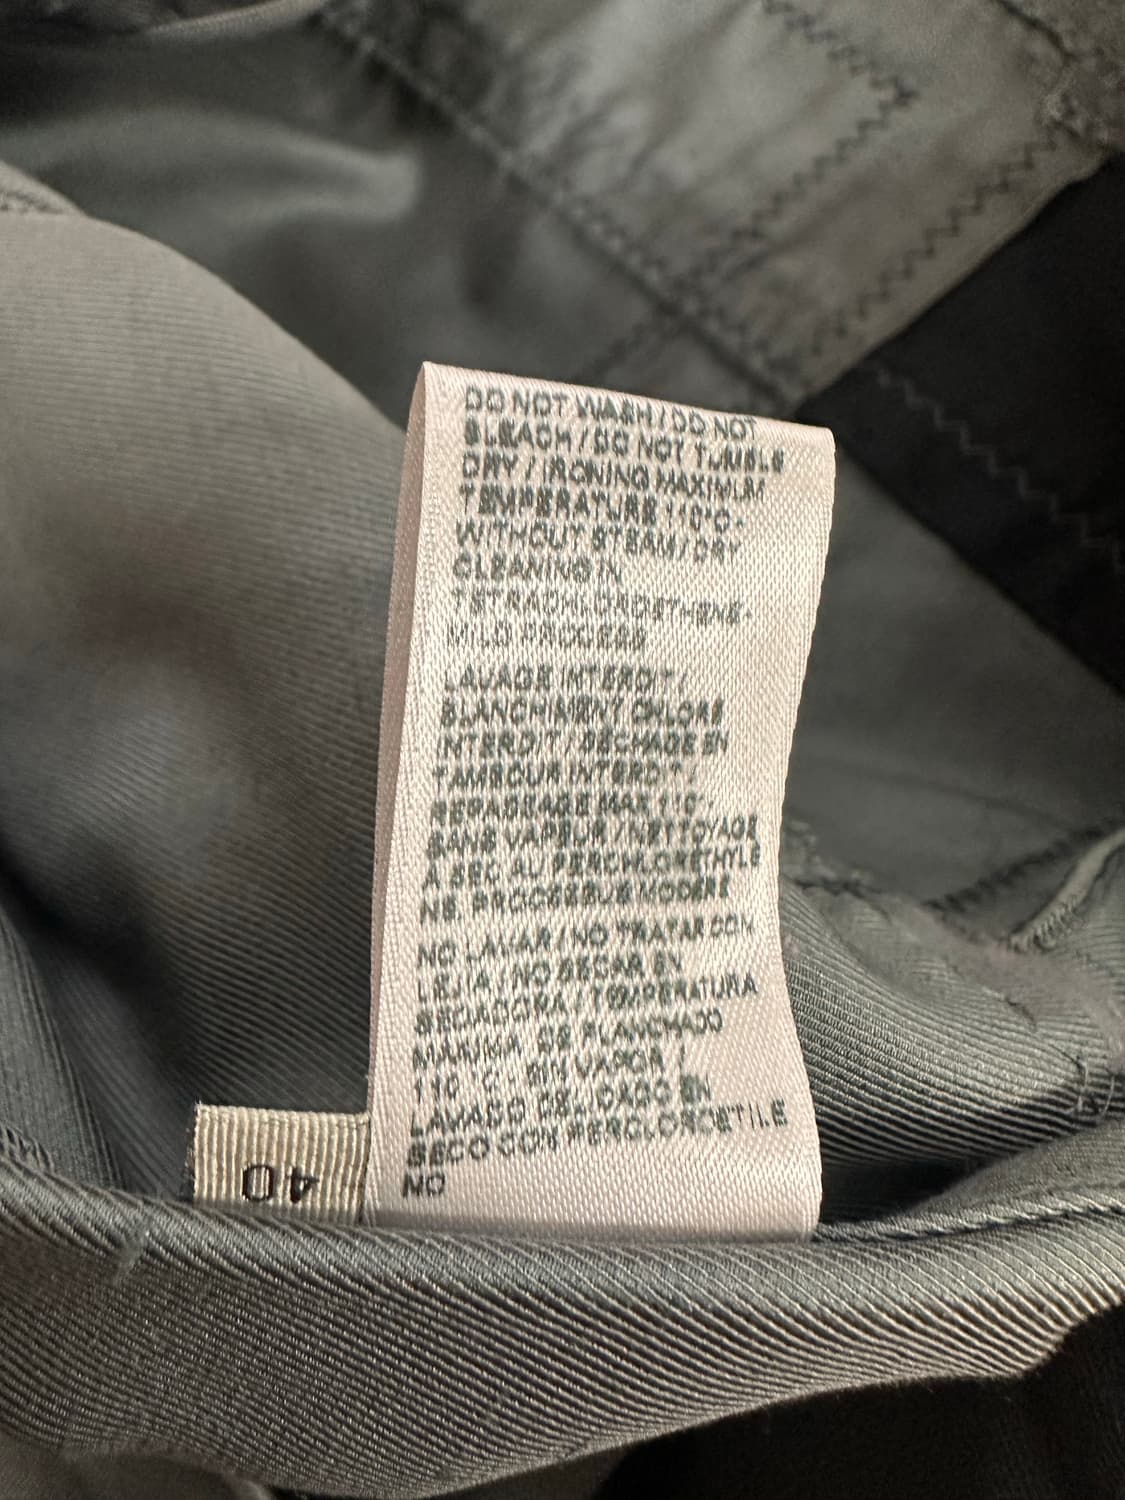 DO NOT WASH / DO NOT
BLEACH / DO NOT TUMBLE
DRY / IRONING MAXIMUM
TEMPERATURE 110°C -
WITHOUT STEAM / DRY
CLEANING IN
TETRACHLOROETHENE -
MILD PROCESS
LAVAGE INTERDIT /
BLANCHIMENT CHLORE
INTERDIT / SECHAGE EN
TAMBOUR INTERDIT /
REPASSAGE MAX 110° -
SANS VAPEUR / NETTOYAGE
A SEC AU PERCHLORETHYLE
NE PROCESSUS MODERE
NO LAVAR / NO TRATAR CON
LEJIA / NO SECAR EN
SECADORA / TEMPERATURA
MAXIMA DE PLANCHADO
110°C - SIN VAPOR /
LAVADO DELICADO EN
SECO CON PERCLOROETILE
NO
40